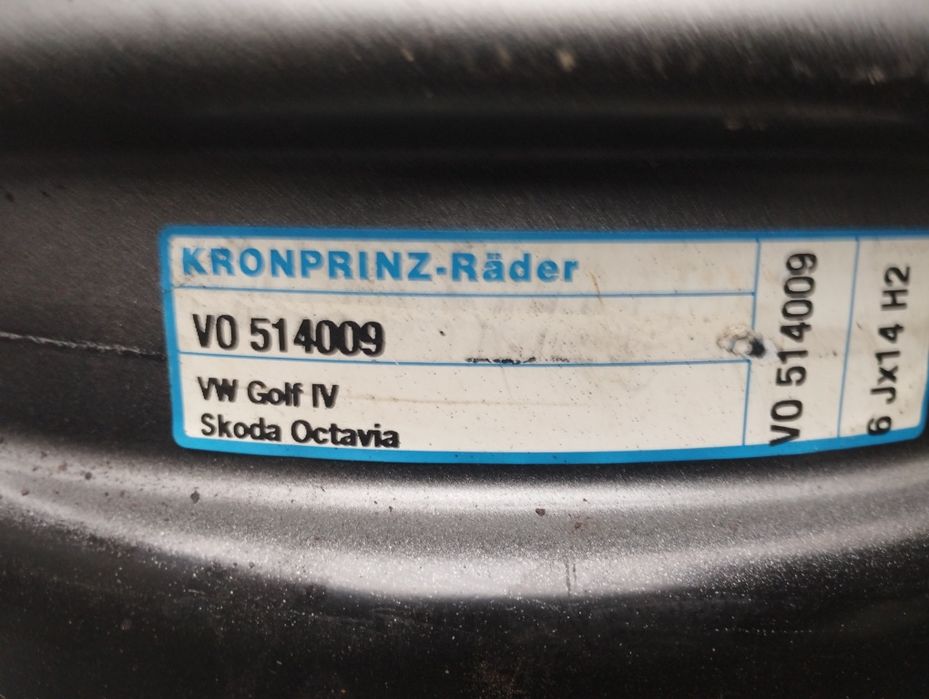 KRONPRINZ-Räder
VO 514009
VW Golf IV
Skoda Octavia
VO 514009
6 Jx14 H2